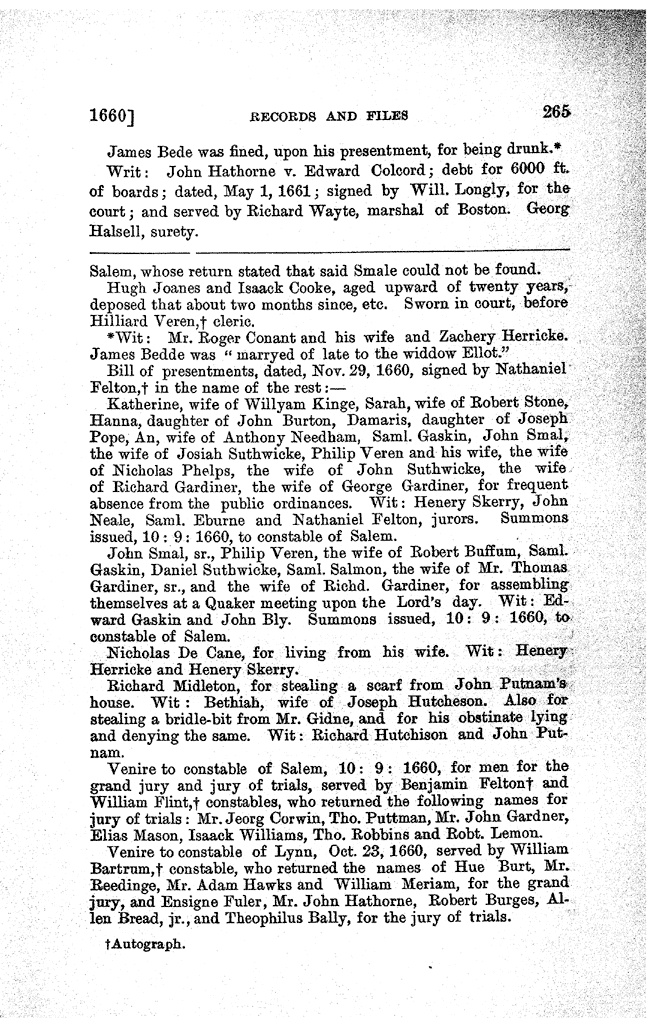 1660] RECORDS AND FILES 265
James Bede was fined, upon his presentment, for being drunk.*
Writ: John Hathorne v. Edward Colcord; debt for 6000 ft.
of boards; dated, May 1, 1661; signed by Will. Longly, for the
court; and served by Richard Wayte, marshal of Boston. Georg
Halsell, surety.
Salem, whose return stated that said Smale could not be found.
Hugh Joanes and Isaack Cooke, aged upward of twenty years,
deposed that about two months since, etc. Sworn in court, before
Hilliard Veren,† cleric.
*Wit: Mr. Roger Conant and his wife and Zachery Herricke.
James Bedde was “ marryed of late to the widdow Ellot.”
Bill of presentments, dated, Nov. 29, 1660, signed by Nathaniel
Felton,† in the name of the rest:—
Katherine, wife of Willyam Kinge, Sarah, wife of Robert Stone,
Hanna, daughter of John Burton, Damaris, daughter of Joseph
Pope, An, wife of Anthony Needham, Saml. Gaskin, John Smal,
the wife of Josiah Suthwicke, Philip Veren and his wife, the wife
of Nicholas Phelps, the wife of John Suthwicke, the wife
of Richard Gardiner, the wife of George Gardiner, for frequent
absence from the public ordinances. Wit: Henery Skerry, John
Neale, Saml. Eburne and Nathaniel Felton, jurors. Summons
issued, 10: 9: 1660, to constable of Salem.
John Smal, sr., Philip Veren, the wife of Robert Buffum, Saml.
Gaskin, Daniel Suthwicke, Saml. Salmon, the wife of Mr. Thomas
Gardiner, sr., and the wife of Richd. Gardiner, for assembling
themselves at a Quaker meeting upon the Lord's day. Wit: Ed-
ward Gaskin and John Bly. Summons issued, 10: 9: 1660, to
constable of Salem.
Nicholas De Cane, for living from his wife. Wit: Henery
Herricke and Henery Skerry.
Richard Midleton, for stealing a scarf from John Putnam's
house. Wit: Bethiah, wife of Joseph Hutcheson. Also for
stealing a bridle-bit from Mr. Gidne, and for his obstinate lying
and denying the same. Wit: Richard Hutchison and John Put-
nam.
Venire to constable of Salem, 10: 9: 1660, for men for the
grand jury and jury of trials, served by Benjamin Felton† and
William Flint,† constables, who returned the following names for
jury of trials: Mr. Jeorg Corwin, Tho. Puttman, Mr. John Gardner,
Elias Mason, Isaack Williams, Tho. Robbins and Robt. Lemon.
Venire to constable of Lynn, Oct. 23, 1660, served by William
Bartrum,† constable, who returned the names of Hue Burt, Mr.
Reedinge, Mr. Adam Hawks and William Meriam, for the grand
jury, and Ensigne Fuler, Mr. John Hathorne, Robert Burges, Al-
len Bread, jr., and Theophilus Bally, for the jury of trials.
†Autograph.